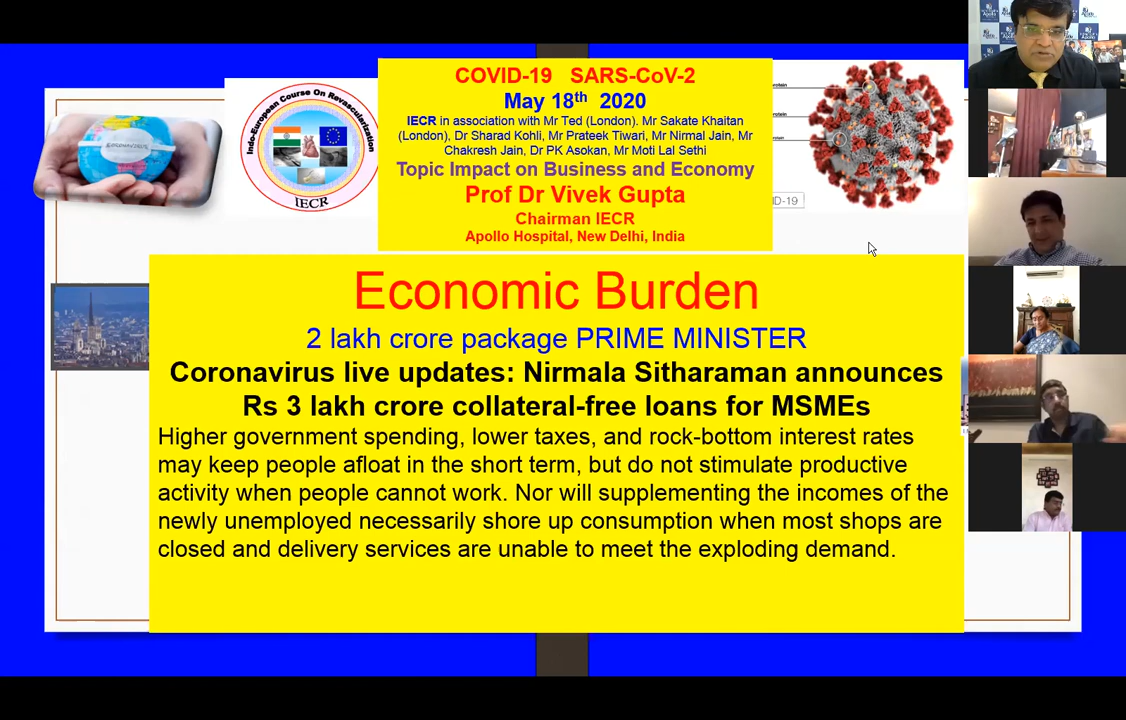 COVID-19 SARS-CoV-2
May 18th 2020
IECR in association with Mr Ted (London). Mr Sakate Khaitan
(London), Dr Sharad Kohli, Mr Prateek Tiwari, Mr Nirmal Jain, Mr
Chakresh Jain, Dr PK Asokan, Mr Moti Lal Sethi
Topic Impact on Business and Economy
Prof Dr Vivek Gupta
Chairman IECR
Apollo Hospital, New Delhi, India
Indo-European Course On Revascularization
IECR
Apollo
Economic Burden
2 lakh crore package PRIME MINISTER
Coronavirus live updates: Nirmala Sitharaman announces
Rs 3 lakh crore collateral-free loans for MSMEs
Higher government spending, lower taxes, and rock-bottom interest rates
may keep people afloat in the short term, but do not stimulate productive
activity when people cannot work. Nor will supplementing the incomes of the
newly unemployed necessarily shore up consumption when most shops are
closed and delivery services are unable to meet the exploding demand.